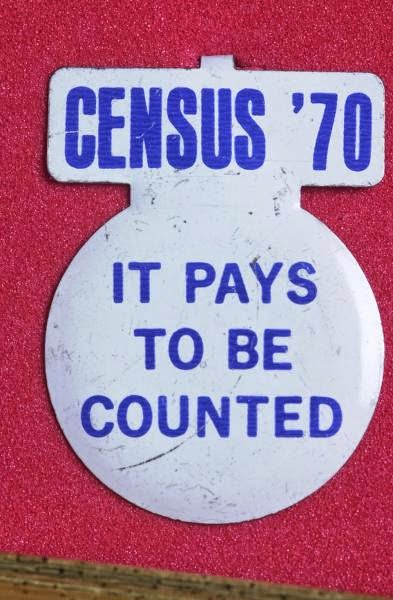 CENSUS '70
IT PAYS
TO BE
COUNTED